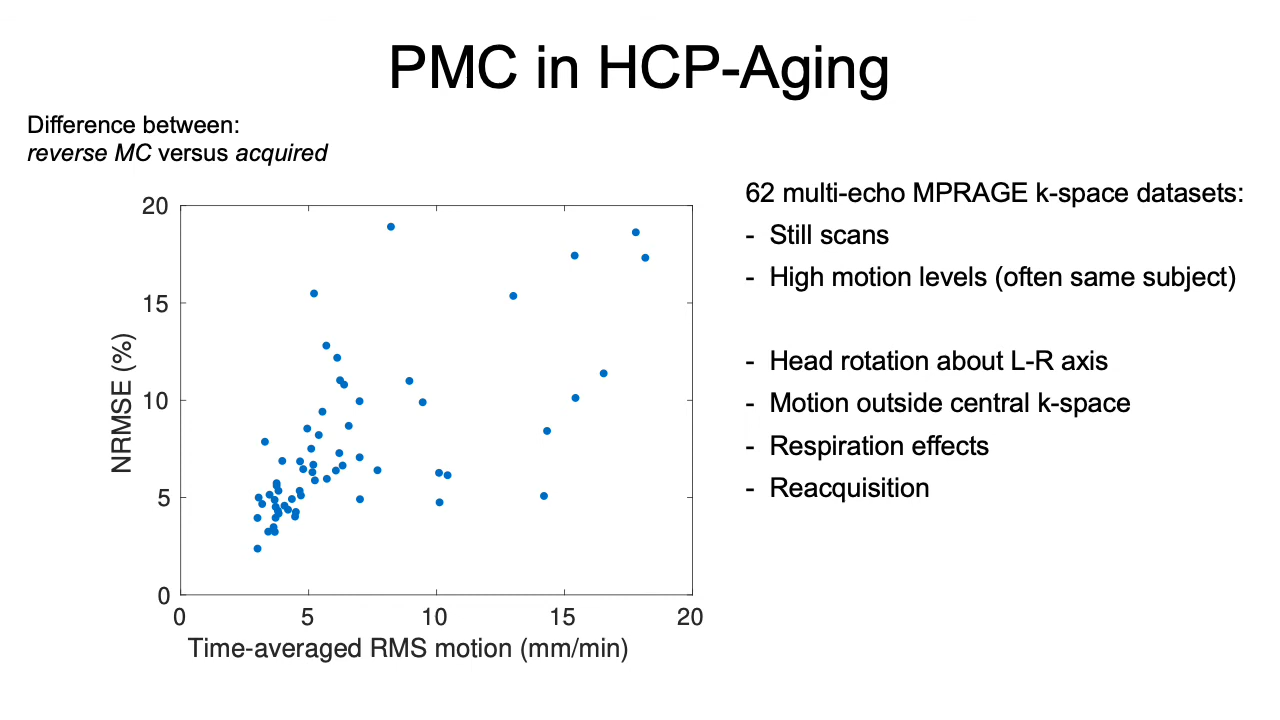 PMC in HCP-Aging
Difference between:
reverse MC versus acquired
20
15
10
5
0
NRMSE (%)
0 5 10 15 20
Time-averaged RMS motion (mm/min)
62 multi-echo MPRAGE k-space datasets:
- Still scans
- High motion levels (often same subject)
- Head rotation about L-R axis
- Motion outside central k-space
- Respiration effects
- Reacquisition